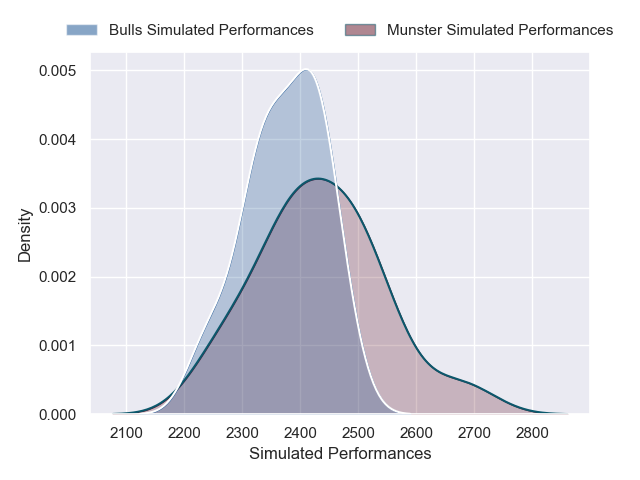 Bulls Simulated Performances
Munster Simulated Performances
0.005
0.004
0.003
0.002
0.001
0.000
Density
2100 2200 2300 2400 2500 2600 2700 2800
Simulated Performances